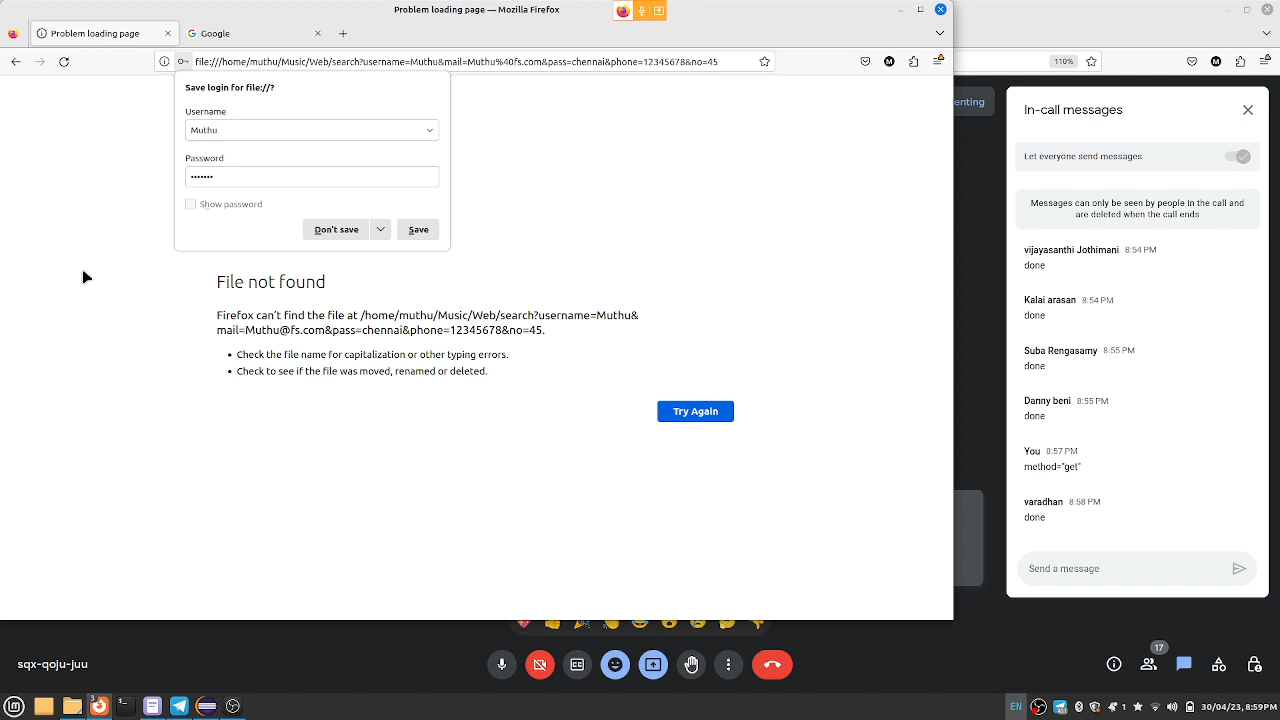 Problem loading page — Mozilla Firefox
Problem loading page
Google
file:///home/muthu/Music/Web/search?username=Muthu&mail=Muthu%40fs.com&pass=chennai&phone=12345678&no=45
110%
Save login for file://?
Username
Muthu
Password
•••••••
Show password
Don't save
Save
File not found
Firefox can't find the file at /home/muthu/Music/Web/search?username=Muthu&
mail=Muthu@fs.com&pass=chennai&phone=12345678&no=45.
• Check the file name for capitalization or other typing errors.
• Check to see if the file was moved, renamed or deleted.
Try Again
enting
In-call messages
Let everyone send messages
Messages can only be seen by people in the call and
are deleted when the call ends
vijayasanthi Jothimani 8:54 PM
done
Kalai arasan 8:54 PM
done
Suba Rengasamy 8:55 PM
done
Danny beni 8:55 PM
done
You 8:57 PM
method="get"
varadhan 8:58 PM
done
Send a message
sqx-qoju-juu
17
3
EN
1
30/04/23, 8:59PM